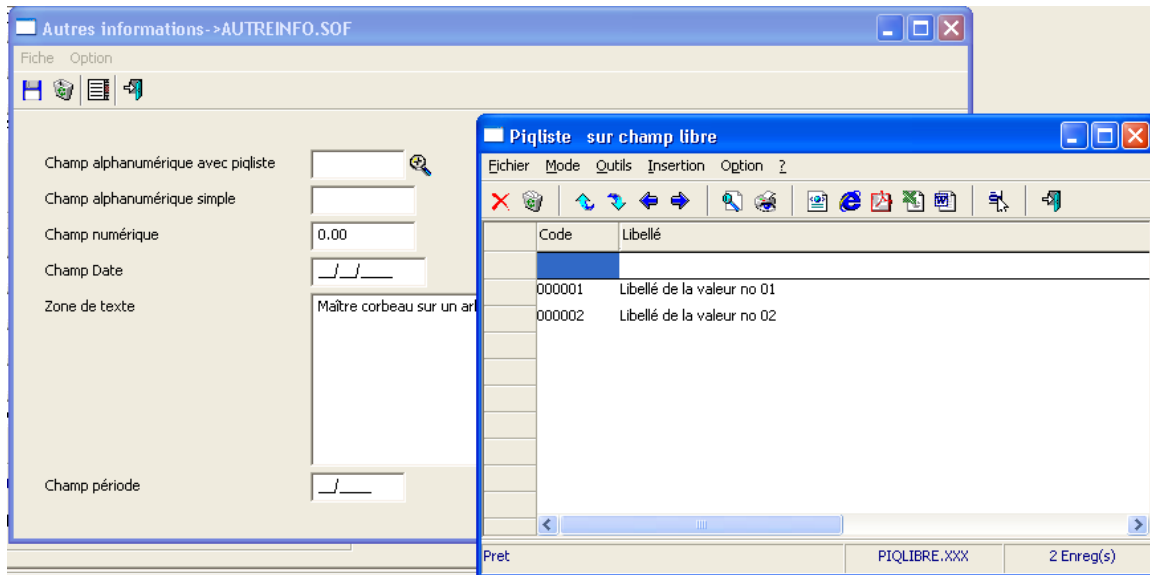 Autres informations->AUTREINFO.SOF
Fiche Option
Champ alphanumérique avec piqliste
Champ alphanumérique simple
Champ numérique 0.00
Champ Date __/__/____
Zone de texte Maître corbeau sur un ar
Champ période __/____
Piqliste sur champ libre
Fichier Mode Outils Insertion Option ?
Code Libellé
000001 Libellé de la valeur no 01
000002 Libellé de la valeur no 02
Pret PIQLIBRE.XXX 2 Enreg(s)